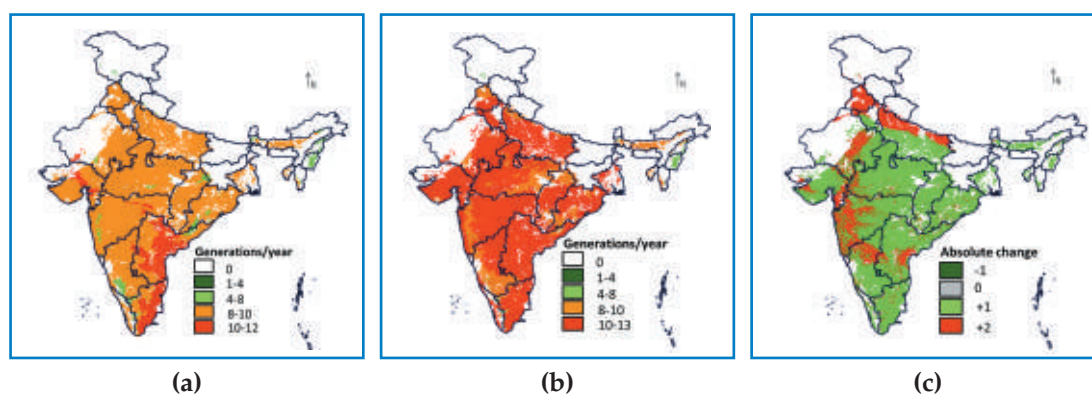 N
Generations/year
0
1-4
4-8
8-10
10-12
N
Generations/year
0
1-4
4-8
8-10
10-13
N
Absolute change
-1
0
+1
+2
(a)
(b)
(c)